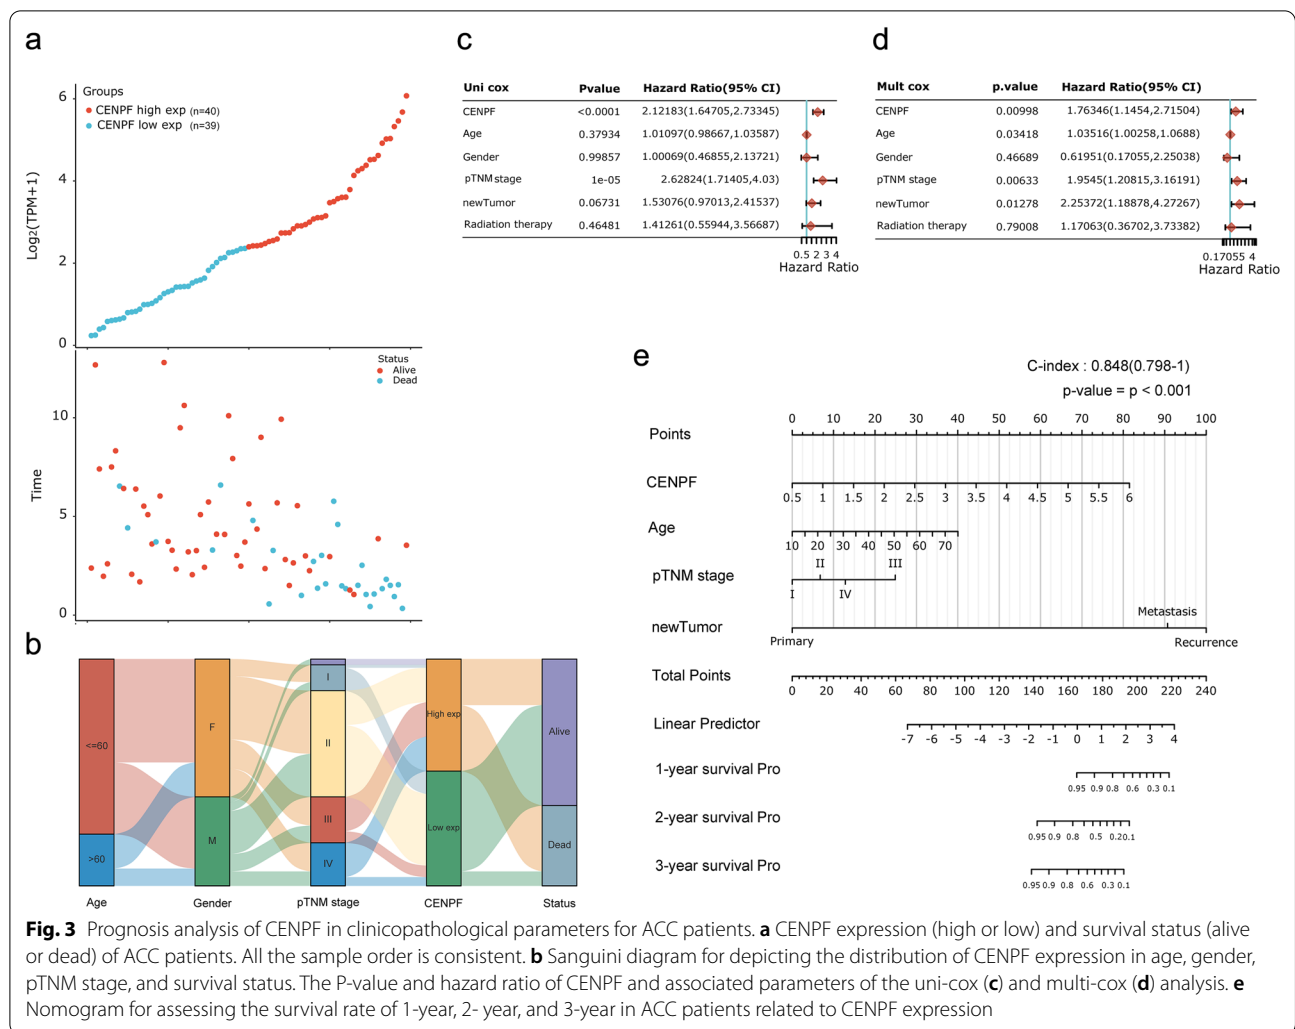 a
Groups
CENPF high exp (n=40)
CENPF low exp (n=39)
Log2(TPM+1)
6
4
2
0
Status
Alive
Dead
Time
10
5
0
b
<=60
>60
F
M
I
II
III
IV
High exp
Low exp
Alive
Dead
Age Gender pTNM stage CENPF Status
c
Uni cox Pvalue Hazard Ratio(95% CI)
CENPF <0.0001 2.12183(1.64705,2.73345)
Age 0.37934 1.01097(0.98667,1.03587)
Gender 0.99857 1.00069(0.46855,2.13721)
pTNM stage 1e-05 2.62824(1.71405,4.03)
newTumor 0.06731 1.53076(0.97013,2.41537)
Radiation therapy 0.46481 1.41261(0.55944,3.56687)
0.5 2 3 4
Hazard Ratio
d
Mult cox p.value Hazard Ratio(95% CI)
CENPF 0.00998 1.76346(1.1454,2.71504)
Age 0.03418 1.03516(1.00258,1.0688)
Gender 0.46689 0.61951(0.17055,2.25038)
pTNM stage 0.00633 1.9545(1.20815,3.16191)
newTumor 0.01278 2.25372(1.18878,4.27267)
Radiation therapy 0.79008 1.17063(0.36702,3.73382)
0.17055 4
Hazard Ratio
e
C-index : 0.848(0.798-1)
p-value = p < 0.001
0 10 20 30 40 50 60 70 80 90 100
Points
CENPF
0.5 1 1.5 2 2.5 3 3.5 4 4.5 5 5.5 6
Age
10 20 30 40 50 60 70
II III
pTNM stage
I IV
Metastasis
newTumor
Primary Recurrence
Total Points
0 20 40 60 80 100 120 140 160 180 200 220 240
Linear Predictor
-7 -6 -5 -4 -3 -2 -1 0 1 2 3 4
1-year survival Pro
0.95 0.9 0.8 0.6 0.3 0.1
2-year survival Pro
0.95 0.9 0.8 0.5 0.2 0.1
3-year survival Pro
0.95 0.9 0.8 0.6 0.3 0.1
Fig. 3 Prognosis analysis of CENPF in clinicopathological parameters for ACC patients. a CENPF expression (high or low) and survival status (alive
or dead) of ACC patients. All the sample order is consistent. b Sanguini diagram for depicting the distribution of CENPF expression in age, gender,
pTNM stage, and survival status. The P-value and hazard ratio of CENPF and associated parameters of the uni-cox (c) and multi-cox (d) analysis. e
Nomogram for assessing the survival rate of 1-year, 2- year, and 3-year in ACC patients related to CENPF expression